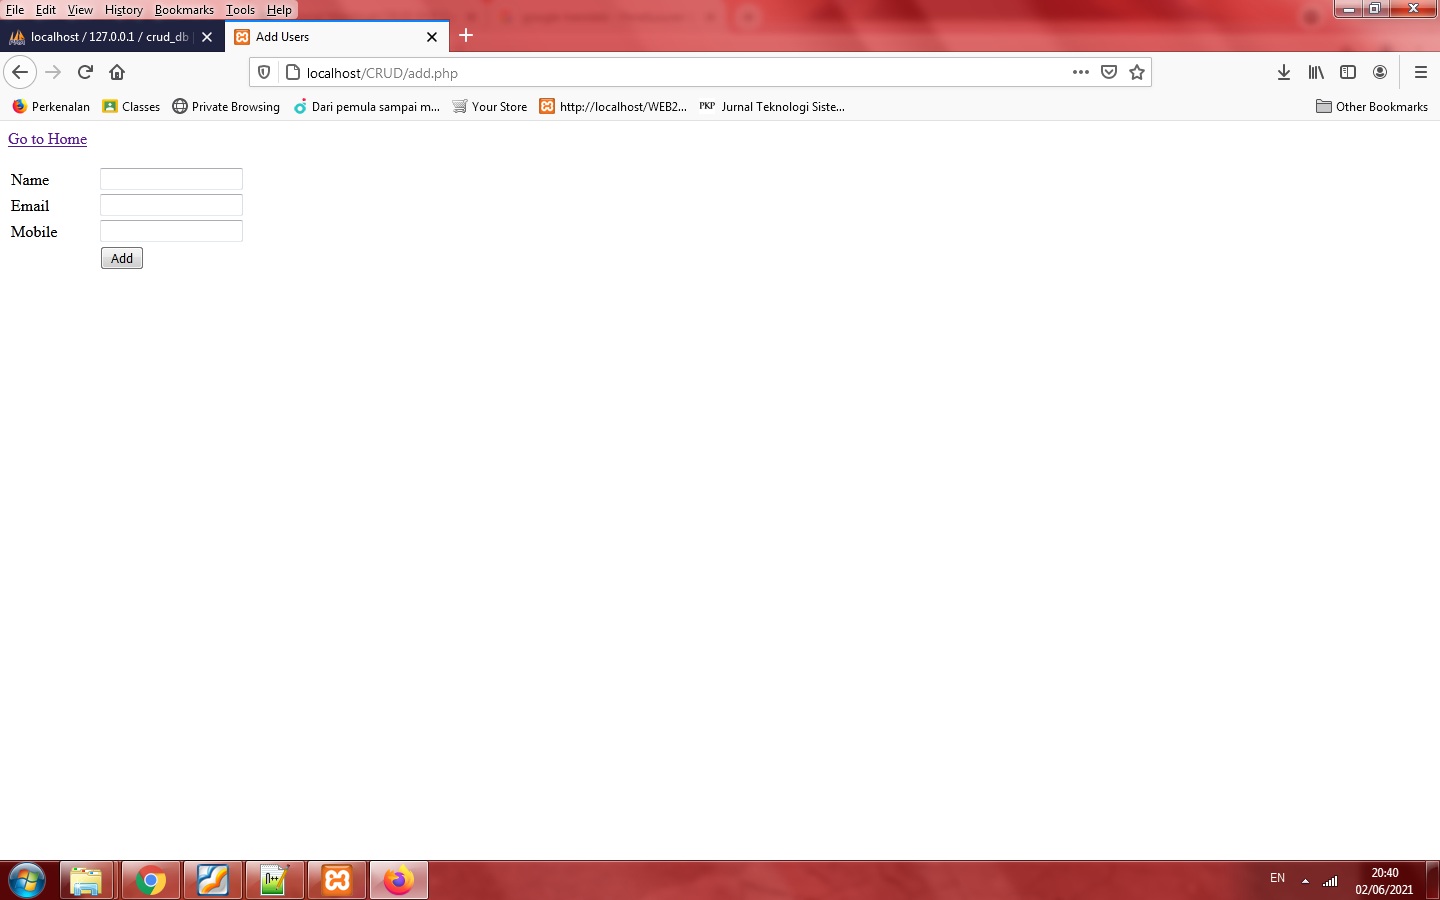 File Edit View History Bookmarks Tools Help
localhost / 127.0.0.1 / crud_db
Add Users
localhost/CRUD/add.php
Perkenalan
Classes
Private Browsing
Dari pemula sampai m...
Your Store
http://localhost/WEB2...
PKP Jurnal Teknologi Siste...
Other Bookmarks
Go to Home
Name
Email
Mobile
Add
EN
20:40
02/06/2021